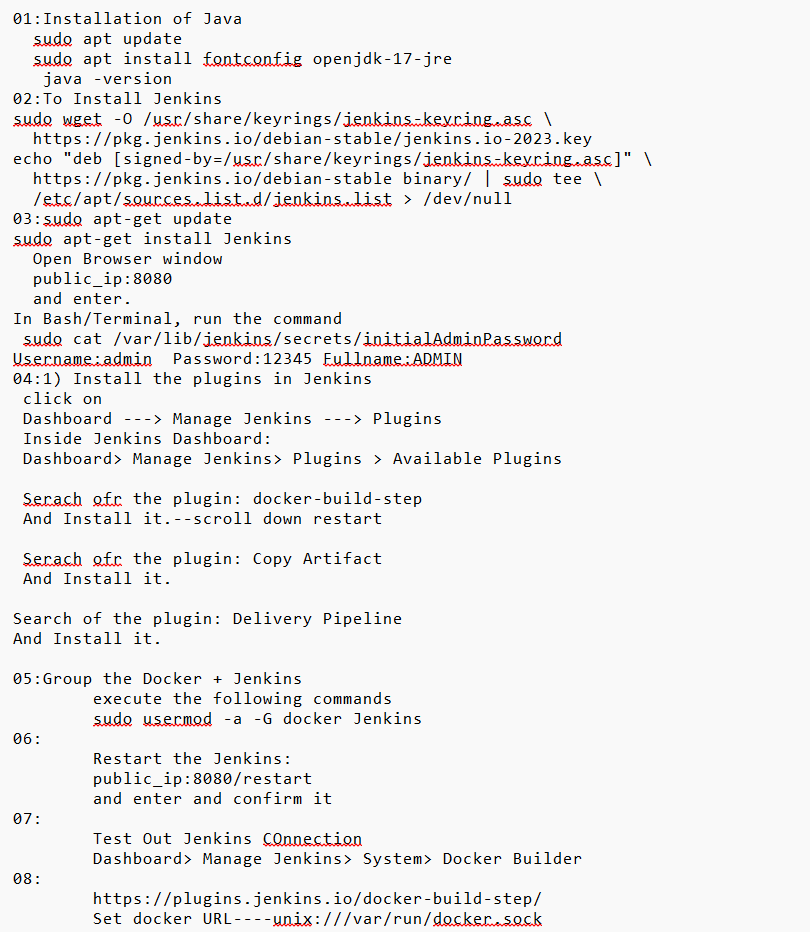 01:Installation of Java
sudo apt update
sudo apt install fontconfig openjdk-17-jre
java -version
02:To Install Jenkins
sudo wget -O /usr/share/keyrings/jenkins-keyring.asc \
https://pkg.jenkins.io/debian-stable/jenkins.io-2023.key
echo "deb [signed-by=/usr/share/keyrings/jenkins-keyring.asc]" \
https://pkg.jenkins.io/debian-stable binary/ | sudo tee \
/etc/apt/sources.list.d/jenkins.list > /dev/null
03:sudo apt-get update
sudo apt-get install Jenkins
Open Browser window
public_ip:8080
and enter.
In Bash/Terminal, run the command
sudo cat /var/lib/jenkins/secrets/initialAdminPassword
Username:admin  Password:12345 Fullname:ADMIN
04:1) Install the plugins in Jenkins
click on
Dashboard ---> Manage Jenkins ---> Plugins
Inside Jenkins Dashboard:
Dashboard> Manage Jenkins> Plugins > Available Plugins
Serach ofr the plugin: docker-build-step
And Install it.--scroll down restart
Serach ofr the plugin: Copy Artifact
And Install it.
Search of the plugin: Delivery Pipeline
And Install it.
05:Group the Docker + Jenkins
execute the following commands
sudo usermod -a -G docker Jenkins
06:
Restart the Jenkins:
public_ip:8080/restart
and enter and confirm it
07:
Test Out Jenkins COnnection
Dashboard> Manage Jenkins> System> Docker Builder
08:
https://plugins.jenkins.io/docker-build-step/
Set docker URL----unix:///var/run/docker.sock